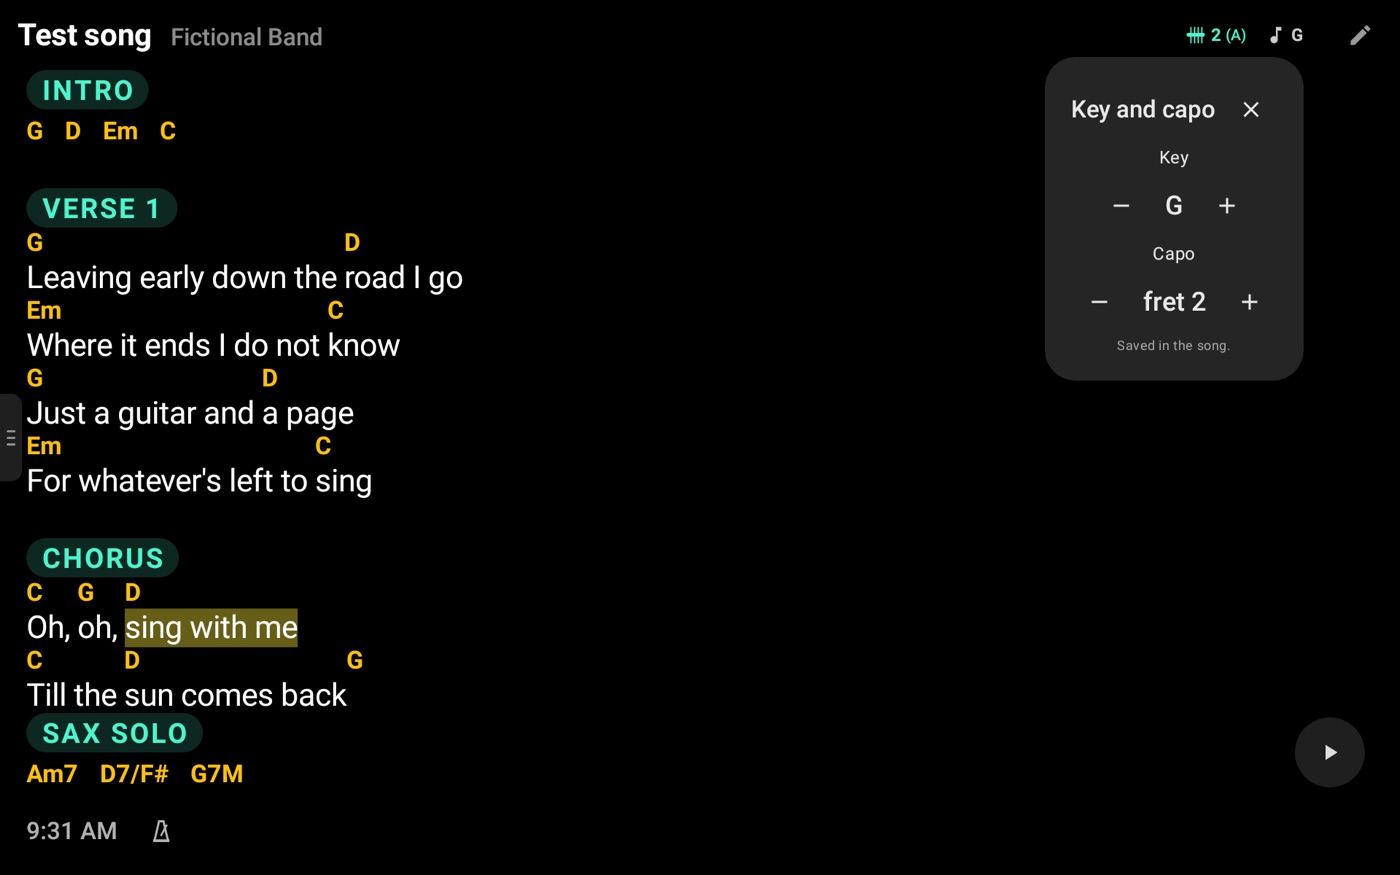 Test song Fictional Band 2 (A) G
INTRO
G D Em C
VERSE 1
G D
Leaving early down the road I go
Em C
Where it ends I do not know
G D
Just a guitar and a page
Em C
For whatever's left to sing
CHORUS
C G D
Oh, oh, sing with me
C D G
Till the sun comes back
SAX SOLO
Am7 D7/F# G7M
9:31 AM
Key and capo
Key
− G +
Capo
− fret 2 +
Saved in the song.